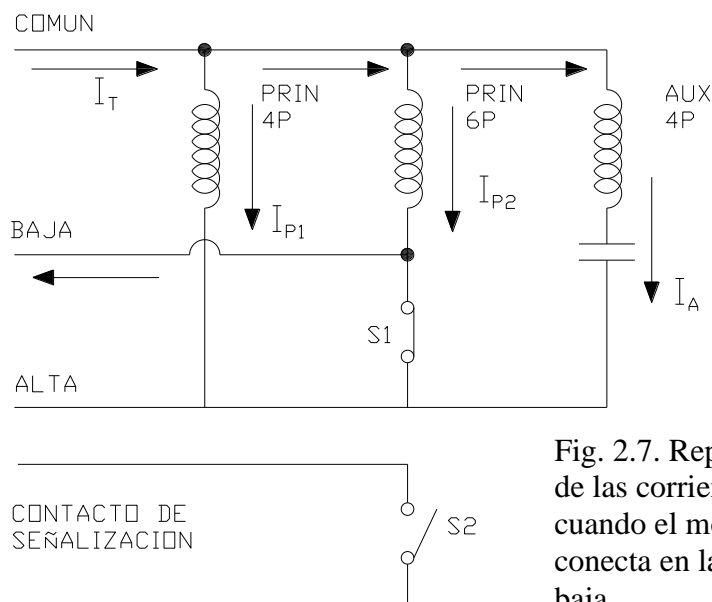 COMUN
I_T
PRIN
4P
PRIN
6P
AUX
4P
I_P1
I_P2
BAJA
I_A
S1
ALTA
CONTACTO DE
SEÑALIZACION
S2
Fig. 2.7. Rep
de las corrie
cuando el m
conecta en la
baja